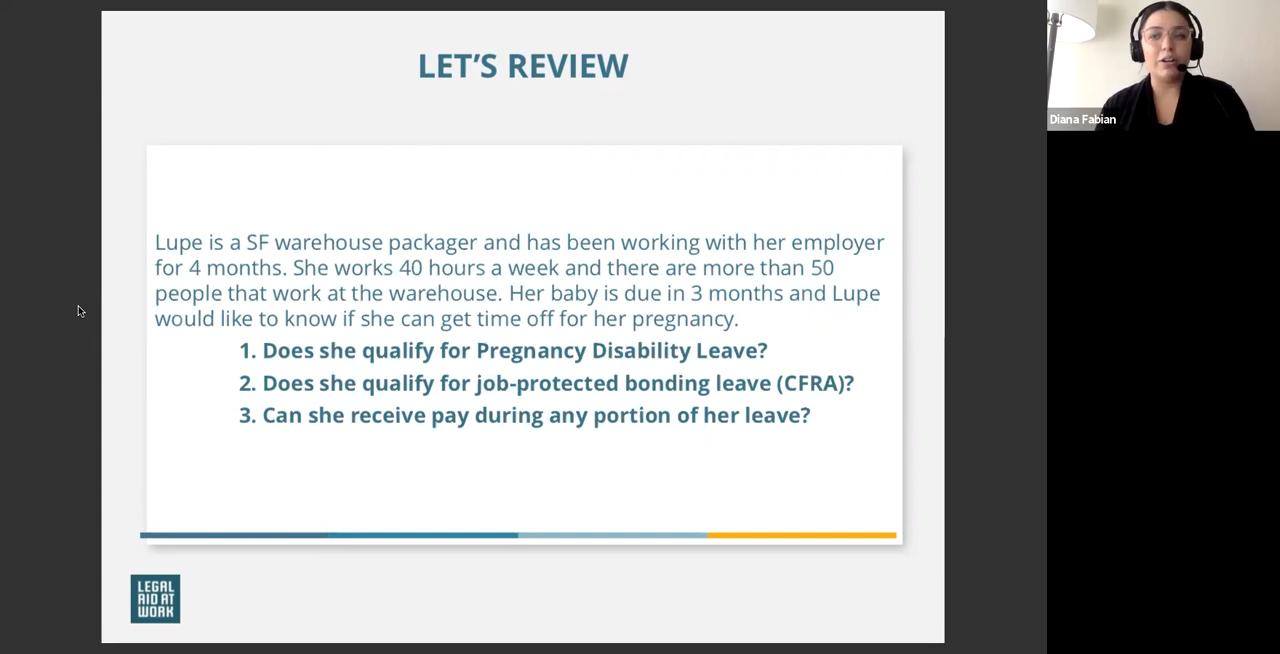 LET'S REVIEW
Lupe is a SF warehouse packager and has been working with her employer
for 4 months. She works 40 hours a week and there are more than 50
people that work at the warehouse. Her baby is due in 3 months and Lupe
would like to know if she can get time off for her pregnancy.
1. Does she qualify for Pregnancy Disability Leave?
2. Does she qualify for job-protected bonding leave (CFRA)?
3. Can she receive pay during any portion of her leave?
LEGAL
AID AT
WORK
Diana Fabian